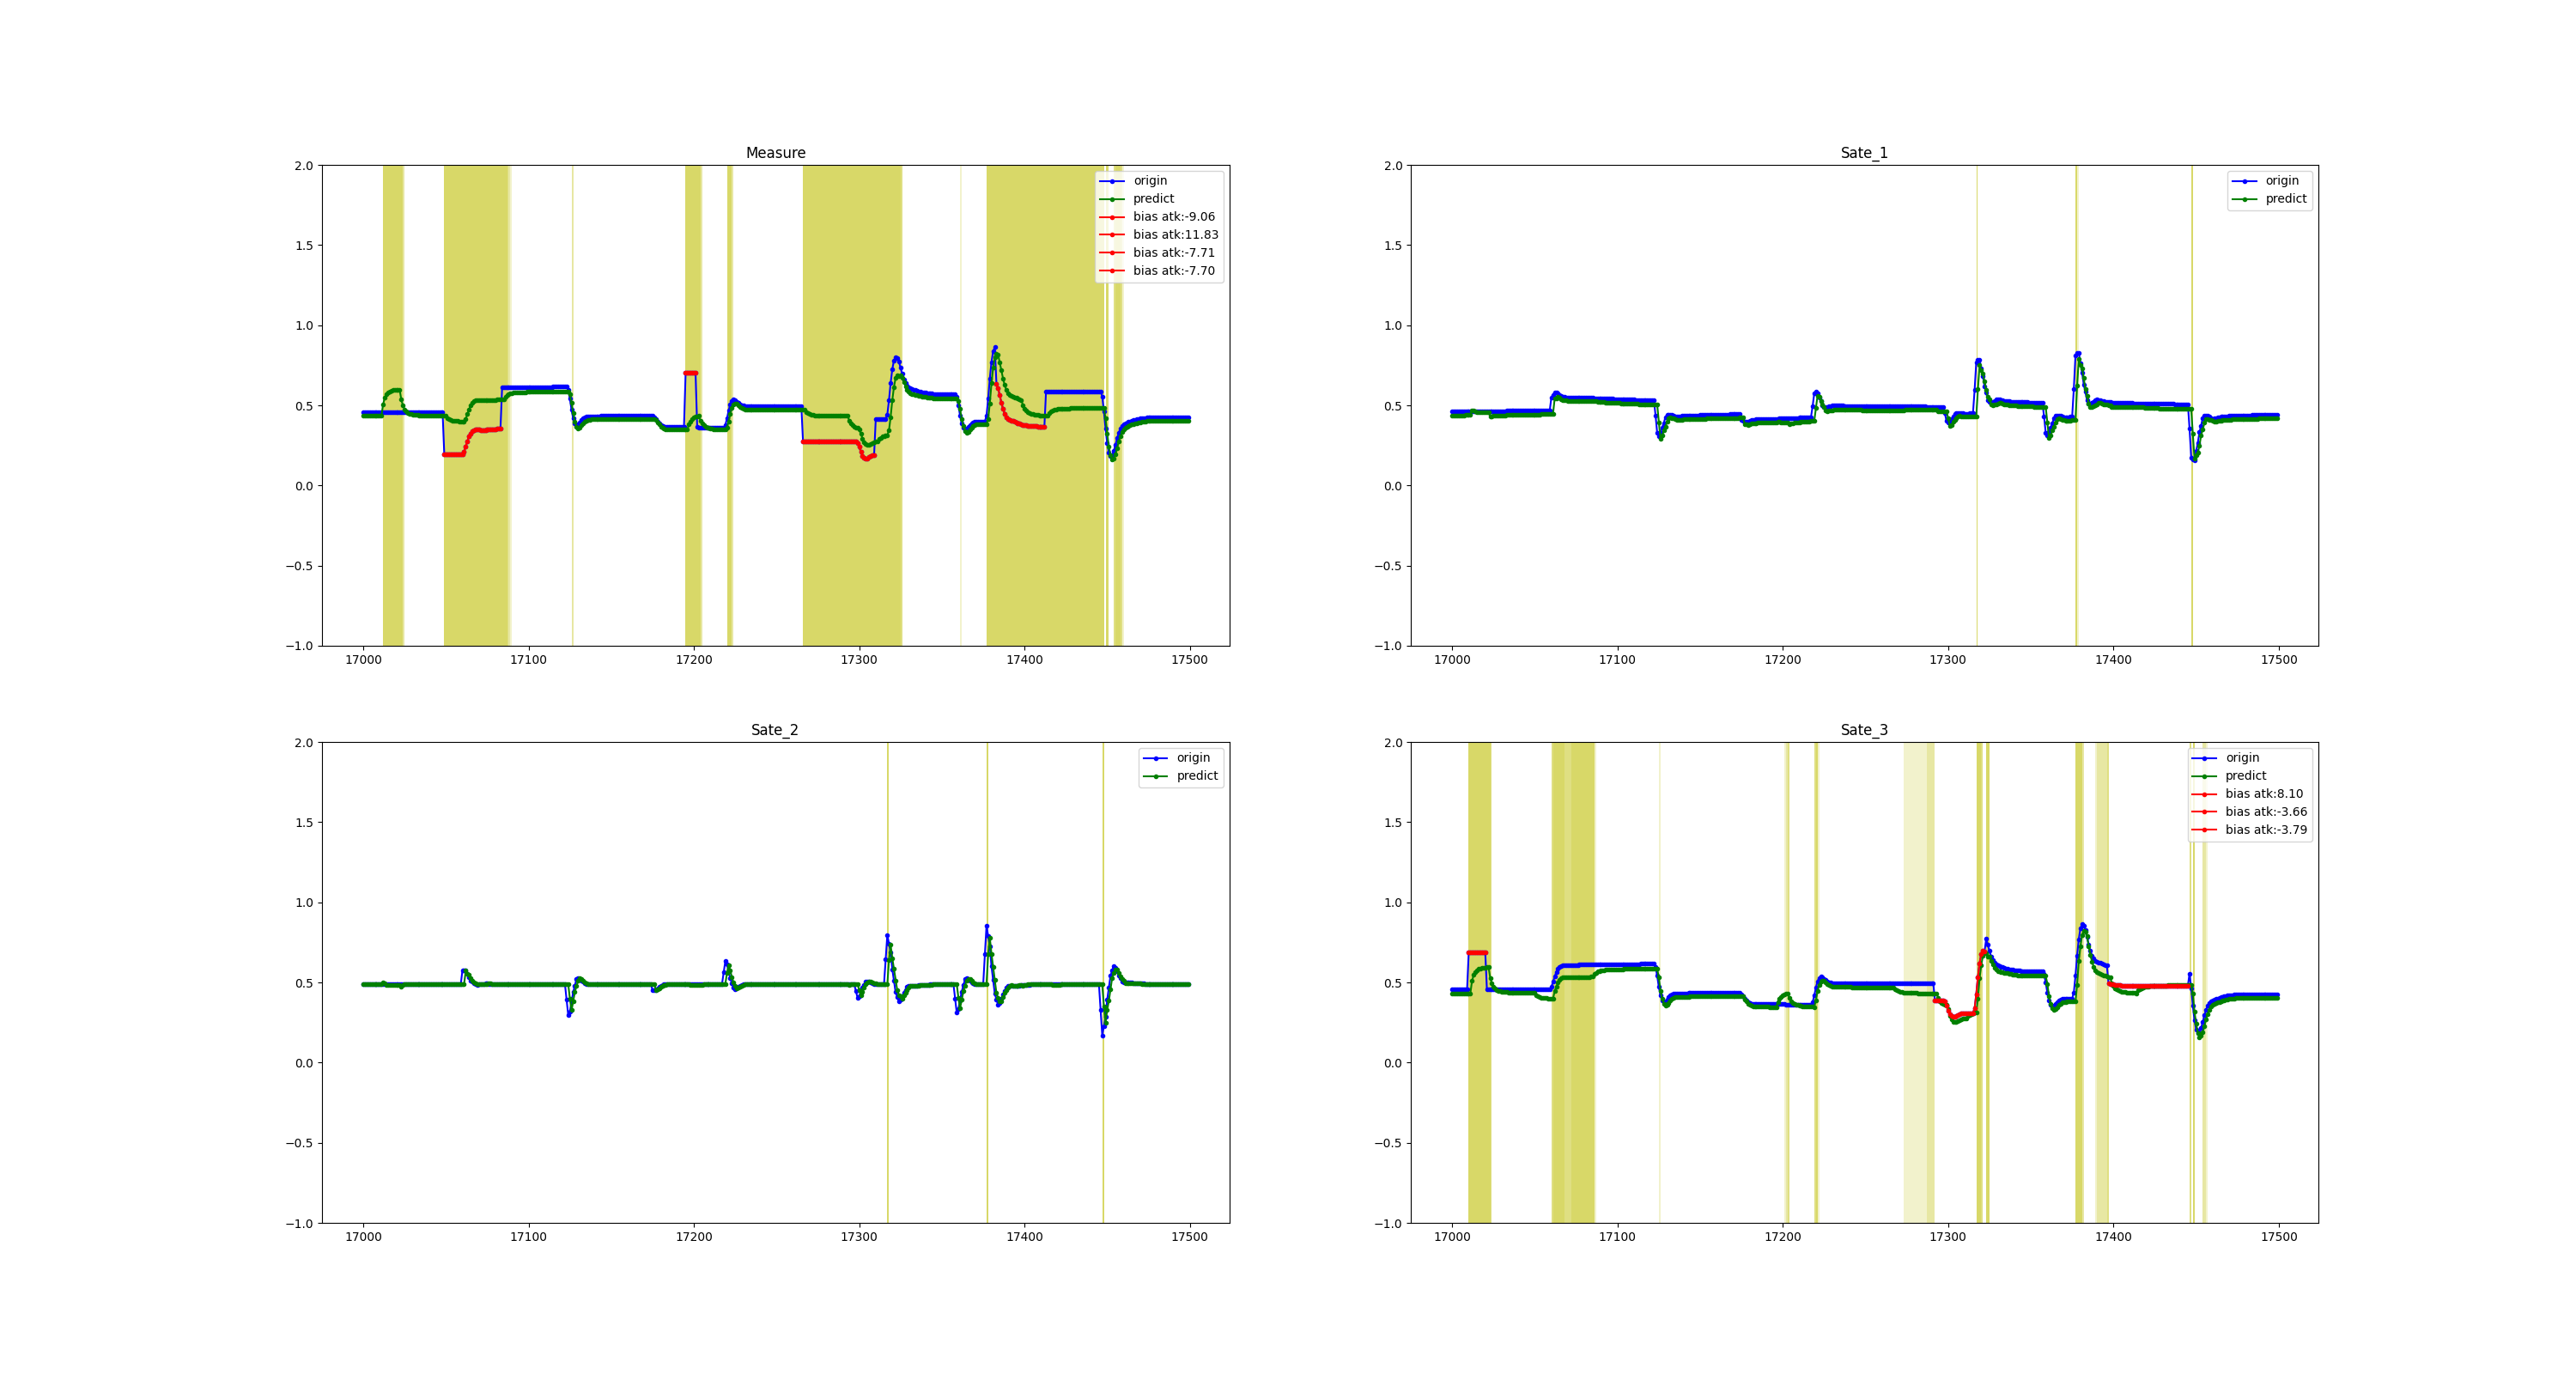 Measure
2.0
1.5
1.0
0.5
0.0
−0.5
−1.0
17000 17100 17200 17300 17400 17500
origin
predict
bias atk:-9.06
bias atk:11.83
bias atk:-7.71
bias atk:-7.70
Sate_1
2.0
1.5
1.0
0.5
0.0
−0.5
−1.0
17000 17100 17200 17300 17400 17500
origin
predict
Sate_2
2.0
1.5
1.0
0.5
0.0
−0.5
−1.0
17000 17100 17200 17300 17400 17500
origin
predict
Sate_3
2.0
1.5
1.0
0.5
0.0
−0.5
−1.0
17000 17100 17200 17300 17400 17500
origin
predict
bias atk:8.10
bias atk:-3.66
bias atk:-3.79